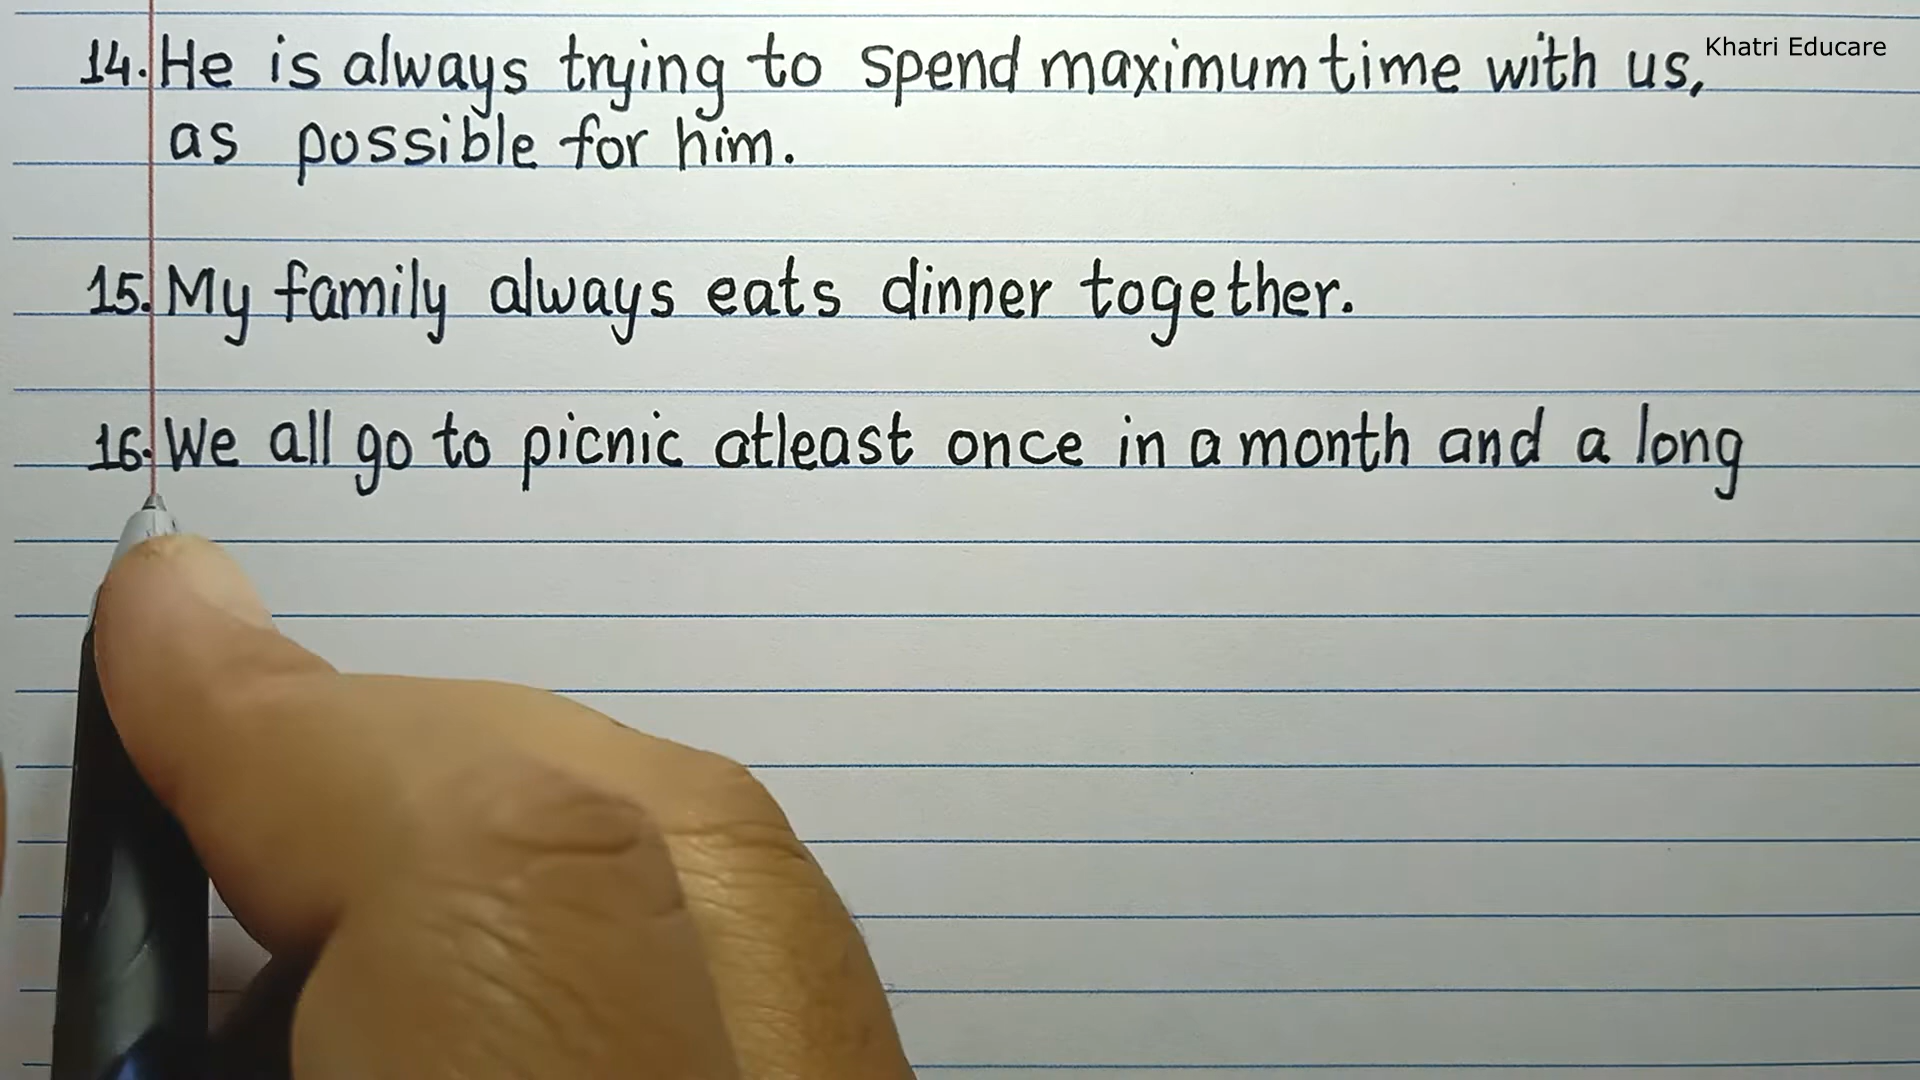 14. He is always trying to spend maximum time with us,
Khatri Educare
as possible for him.
15. My family always eats dinner together.
16. We all go to picnic atleast once in a month and a long